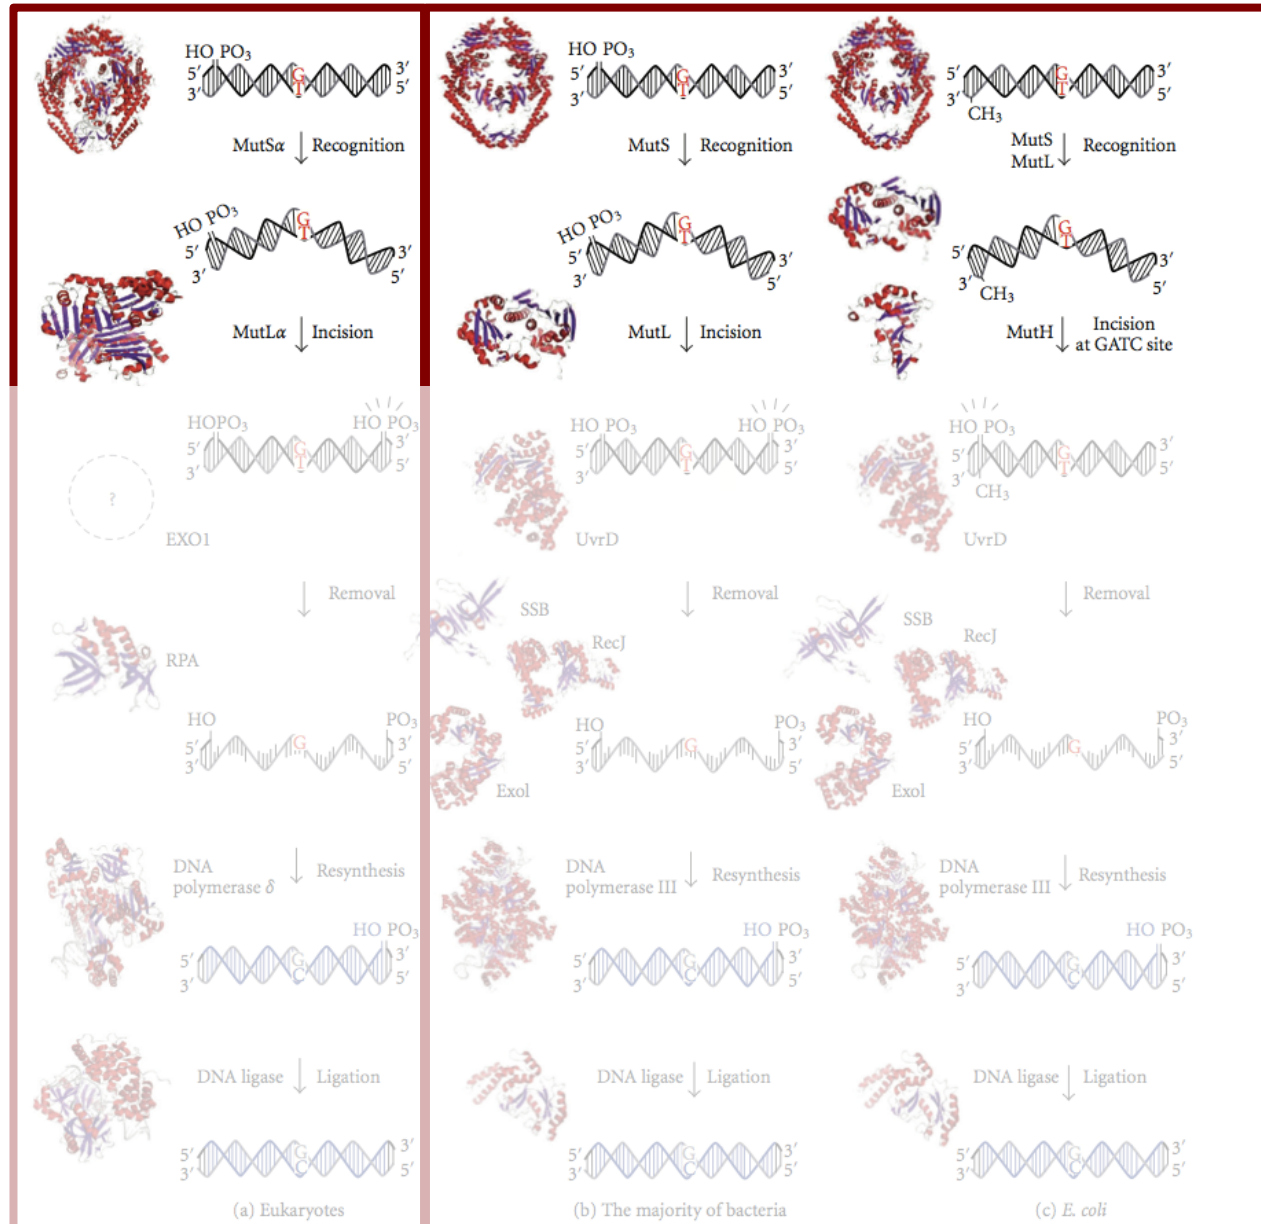 HO PO₃
5′ G 3′
3′ T 5′
MutSα Recognition
HO PO₃
G
T
5′ 3′
3′ 5′
MutLα Incision
HOPO₃ HO PO₃
5′ G 3′
3′ T 5′
?
EXO1
Removal
RPA
HO PO₃
5′ G 3′
3′ 5′
DNA
polymerase δ Resynthesis
HO PO₃
5′ G 3′
3′ C 5′
DNA ligase Ligation
5′ G 3′
3′ C 5′
(a) Eukaryotes
HO PO₃
5′ G 3′
3′ T 5′
MutS Recognition
HO PO₃
G
T
5′ 3′
3′ 5′
MutL Incision
HO PO₃ HO PO₃
5′ G 3′
3′ T 5′
UvrD
Removal
SSB
RecJ
HO PO₃
5′ G 3′
3′ 5′
ExoI
DNA
polymerase III Resynthesis
HO PO₃
5′ G 3′
3′ C 5′
DNA ligase Ligation
5′ G 3′
3′ C 5′
(b) The majority of bacteria
5′ G 3′
3′ T 5′
CH₃
MutS
MutL Recognition
G
T
5′ 3′
3′ 5′
CH₃
MutH Incision
at GATC site
HO PO₃
5′ G 3′
3′ T 5′
CH₃
UvrD
Removal
SSB
RecJ
HO PO₃
5′ G 3′
3′ 5′
ExoI
DNA
polymerase III Resynthesis
HO PO₃
5′ G 3′
3′ C 5′
DNA ligase Ligation
5′ G 3′
3′ C 5′
(c) E. coli